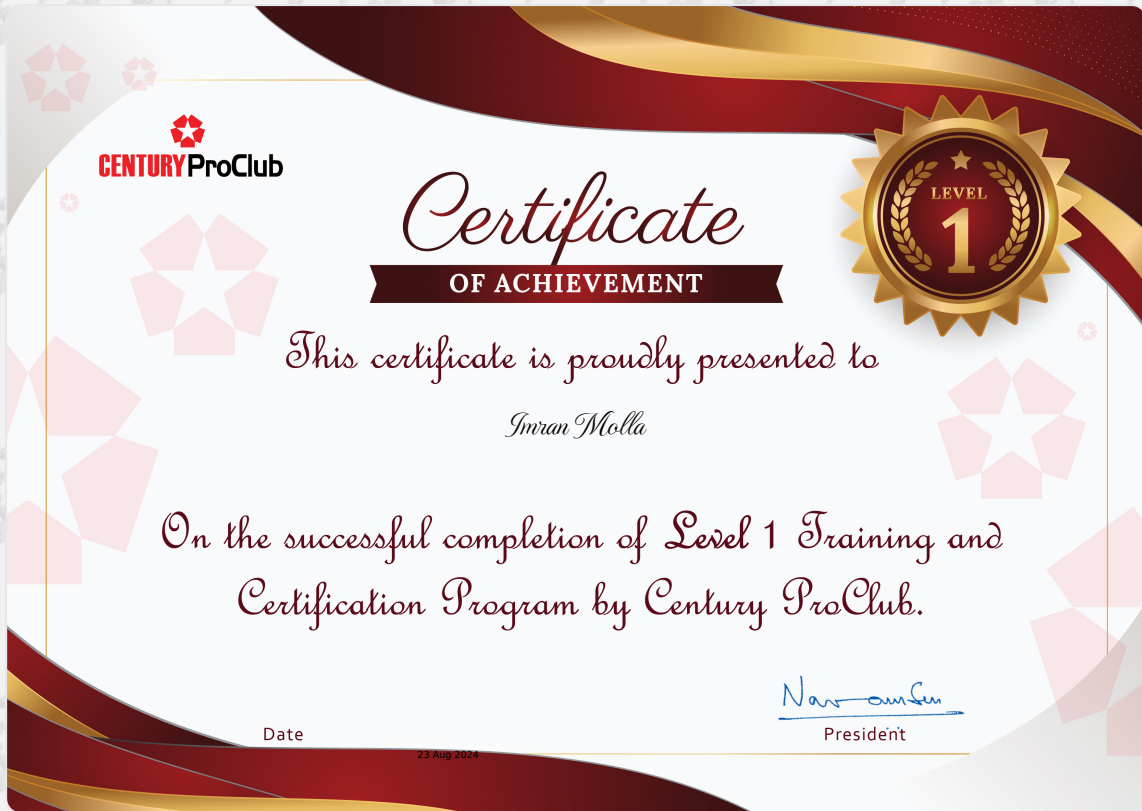 CENTURY ProClub
LEVEL
1
Certificate
OF ACHIEVEMENT
This certificate is proudly presented to
Imran Molla
On the successful completion of Level 1 Training and
Certification Program by Century ProClub.
Date
President
23 Aug 2024